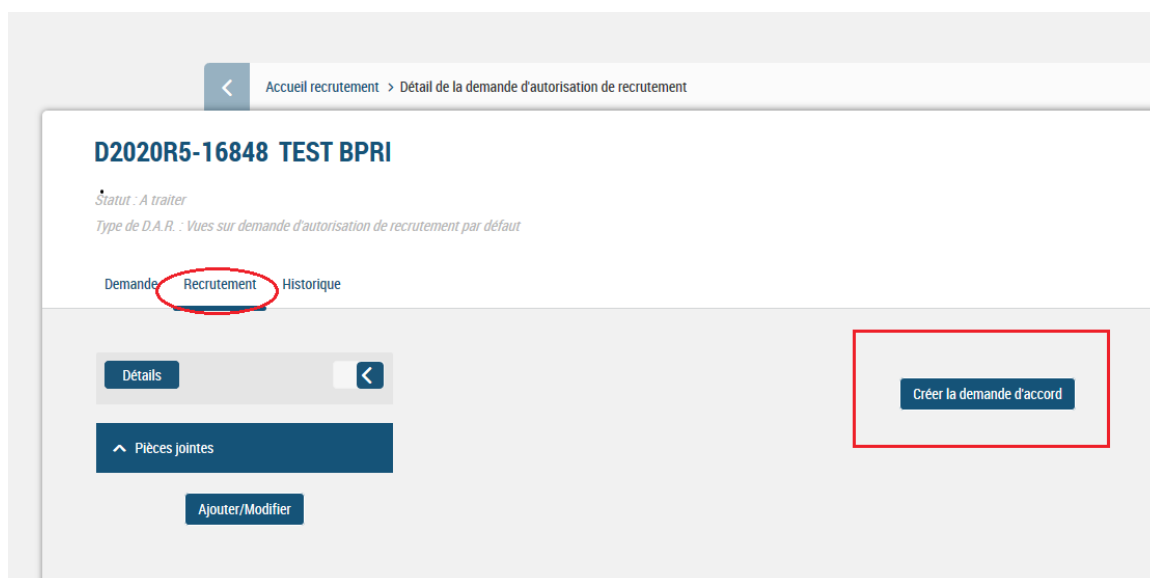 Accueil recrutement > Détail de la demande d'autorisation de recrutement
D2020R5-16848 TEST BPRI
Statut : A traiter
Type de D.A.R. : Vues sur demande d'autorisation de recrutement par défaut
Demande Recrutement Historique
Détails
Créer la demande d'accord
Pièces jointes
Ajouter/Modifier